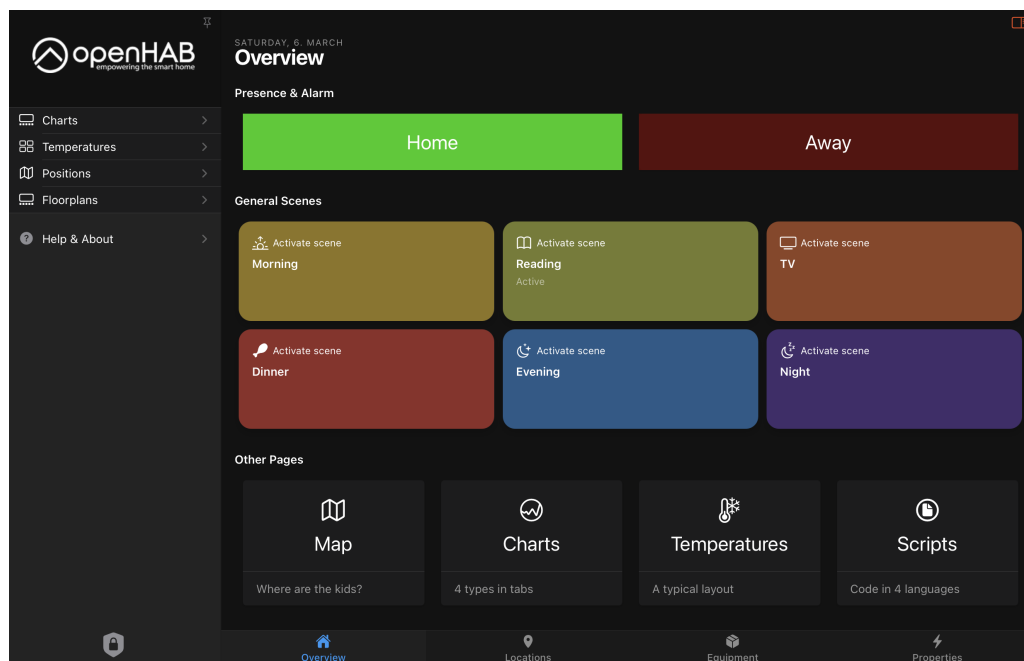 openHAB
empowering the smart home
Charts
Temperatures
Positions
Floorplans
Help & About
SATURDAY, 6. MARCH
Overview
Presence & Alarm
Home
Away
General Scenes
Activate scene
Morning
Activate scene
Reading
Active
Activate scene
TV
Activate scene
Dinner
Activate scene
Evening
Activate scene
Night
Other Pages
Map
Where are the kids?
Charts
4 types in tabs
Temperatures
A typical layout
Scripts
Code in 4 languages
Overview
Locations
Equipment
Properties